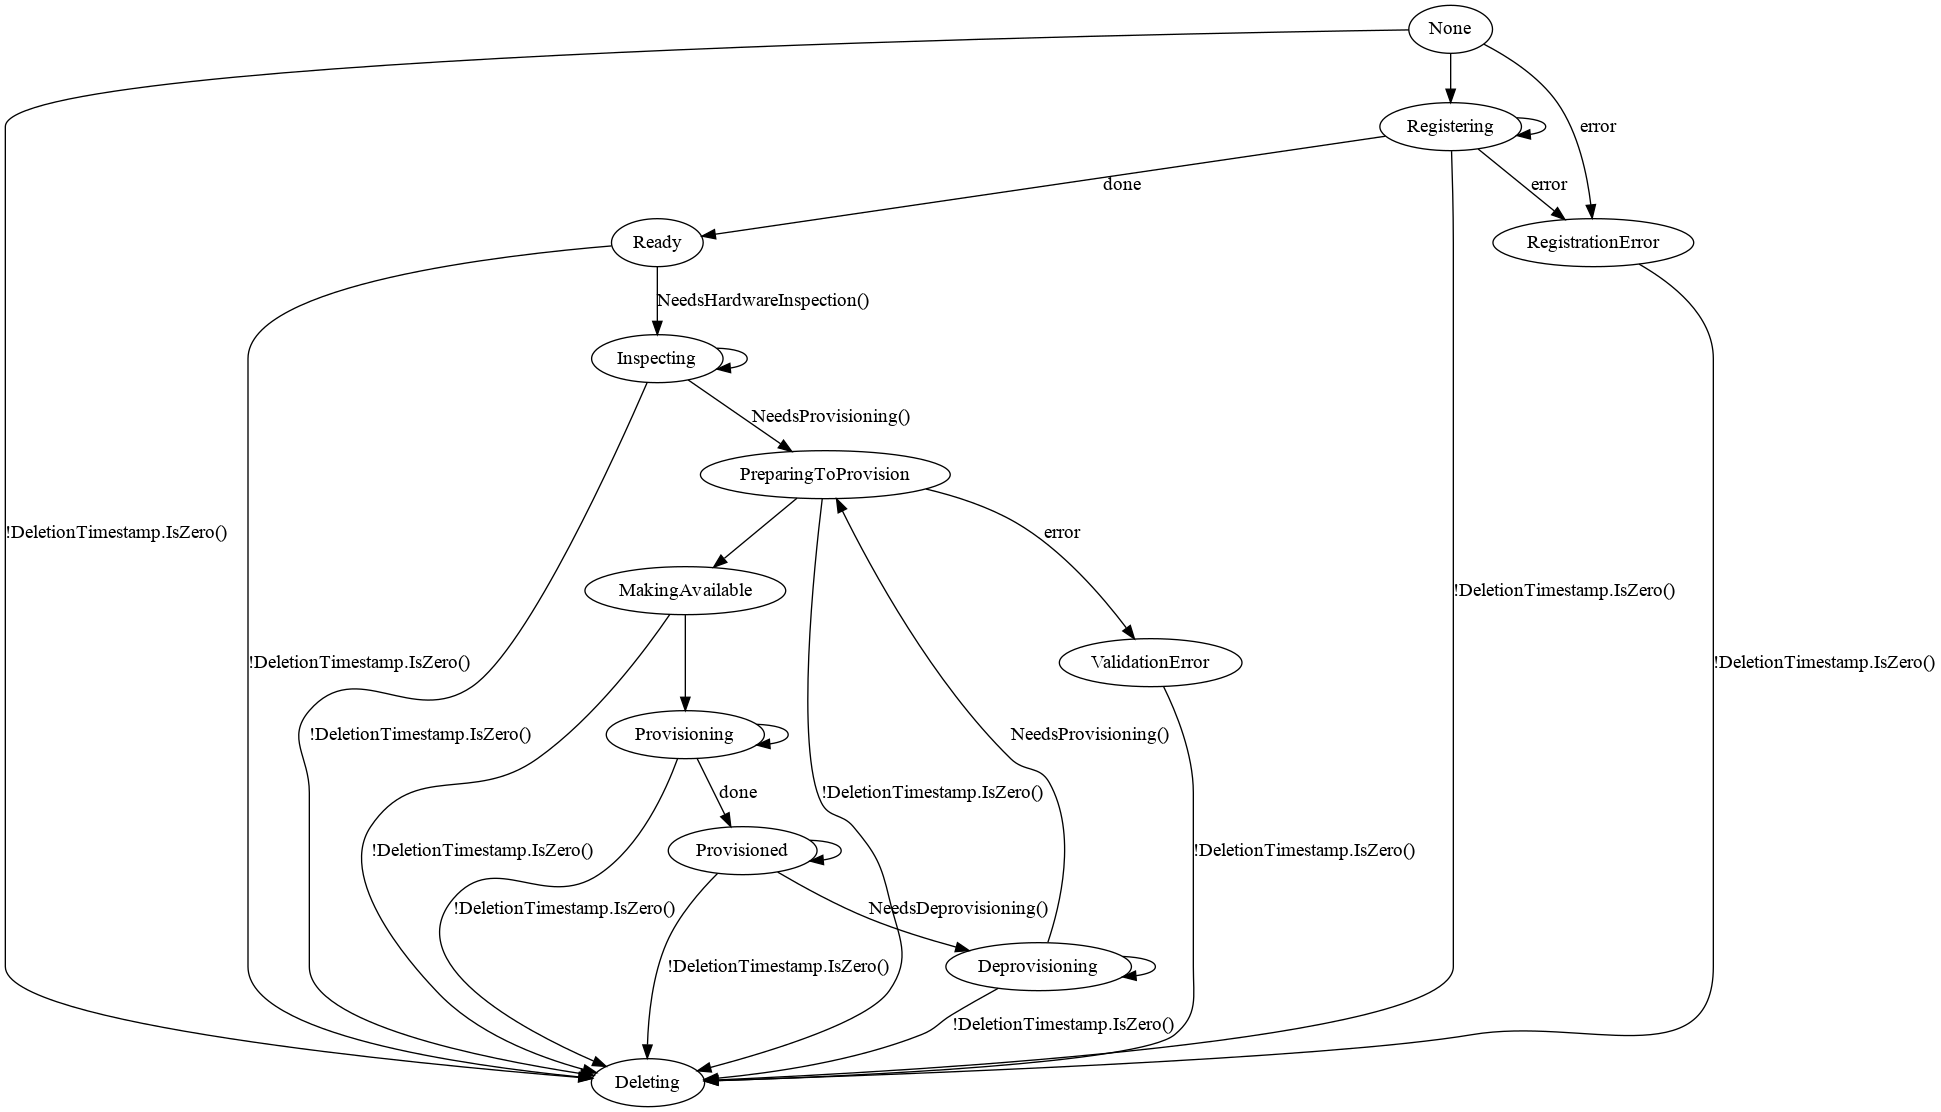 None
Registering
error
done
error
Ready
RegistrationError
NeedsHardwareInspection()
Inspecting
NeedsProvisioning()
PreparingToProvision
!DeletionTimestamp.IsZero()
error
MakingAvailable
!DeletionTimestamp.IsZero()
!DeletionTimestamp.IsZero()
ValidationError
!DeletionTimestamp.IsZero()
!DeletionTimestamp.IsZero()
Provisioning
NeedsProvisioning()
done
!DeletionTimestamp.IsZero()
!DeletionTimestamp.IsZero()
Provisioned
!DeletionTimestamp.IsZero()
!DeletionTimestamp.IsZero()
NeedsDeprovisioning()
!DeletionTimestamp.IsZero()
Deprovisioning
!DeletionTimestamp.IsZero()
Deleting